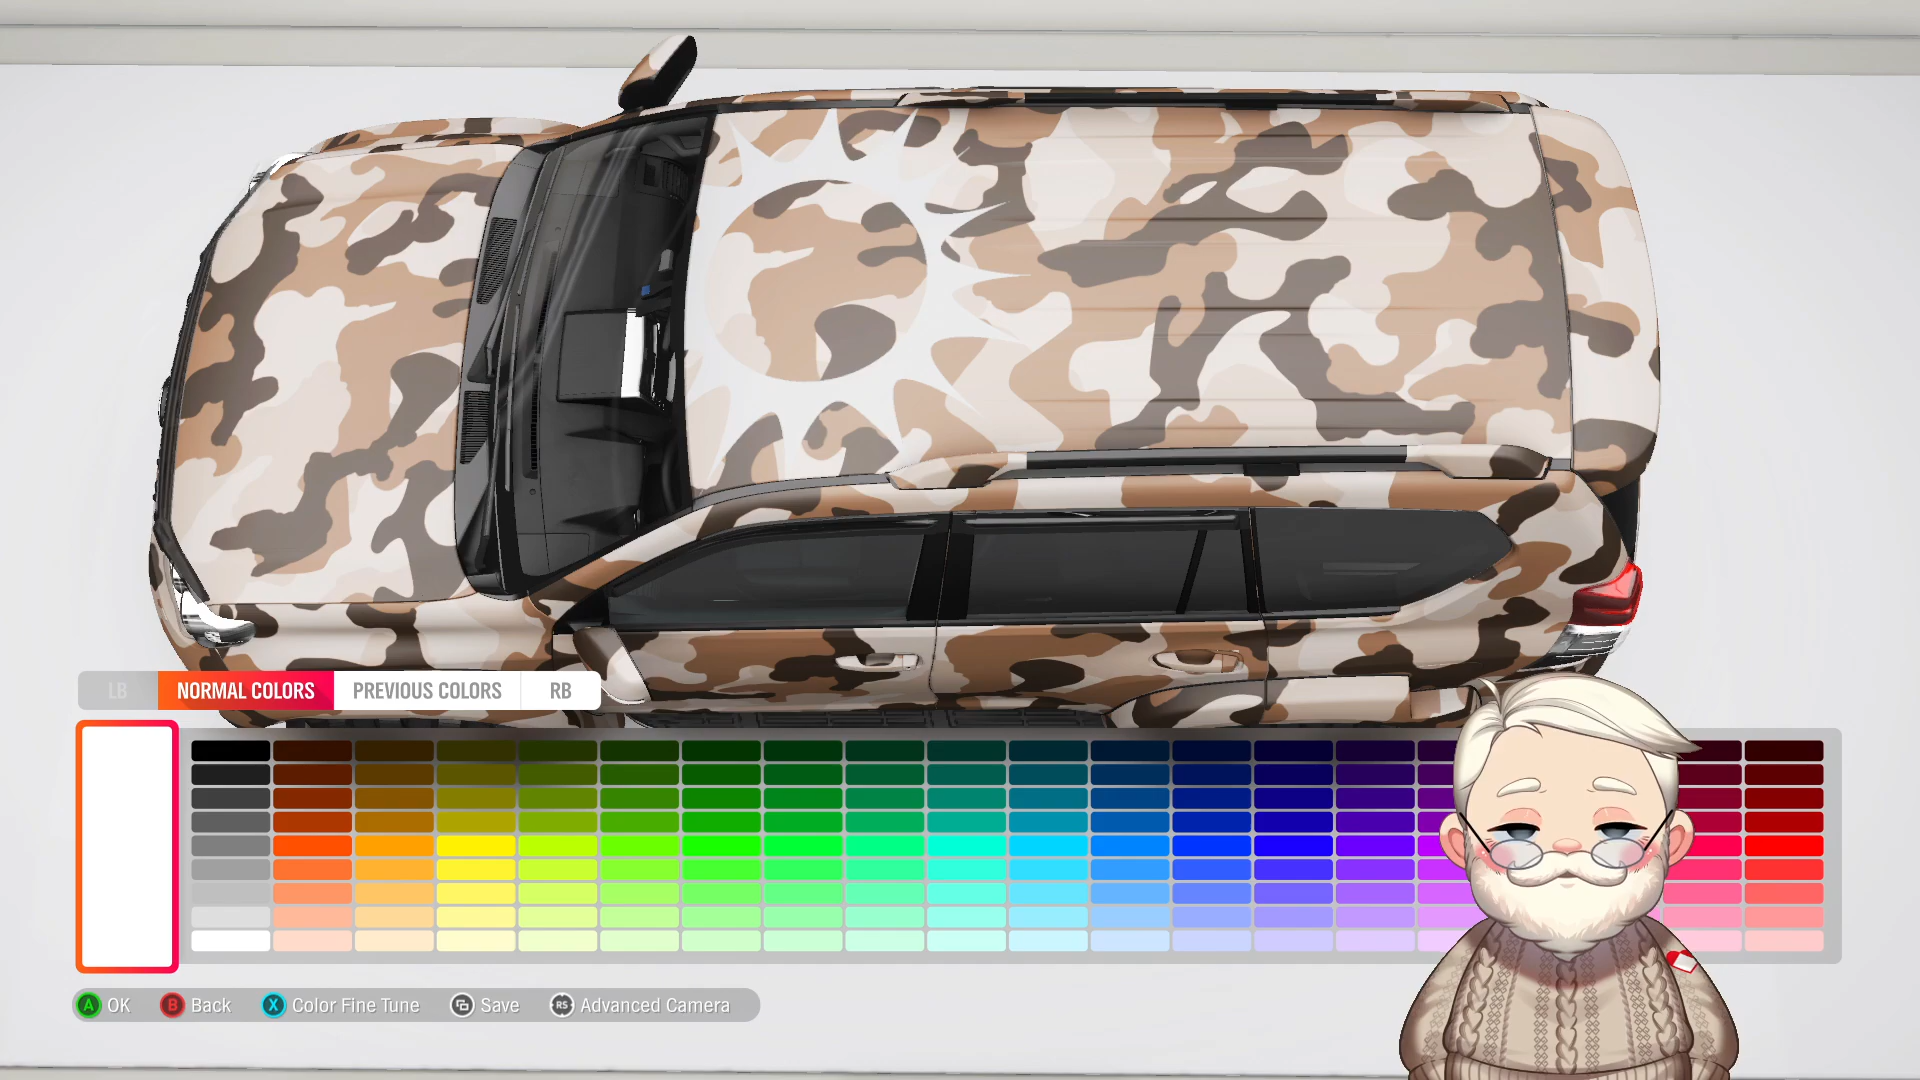 LB NORMAL COLORS PREVIOUS COLORS RB
A OK B Back X Color Fine Tune Save RS Advanced Camera